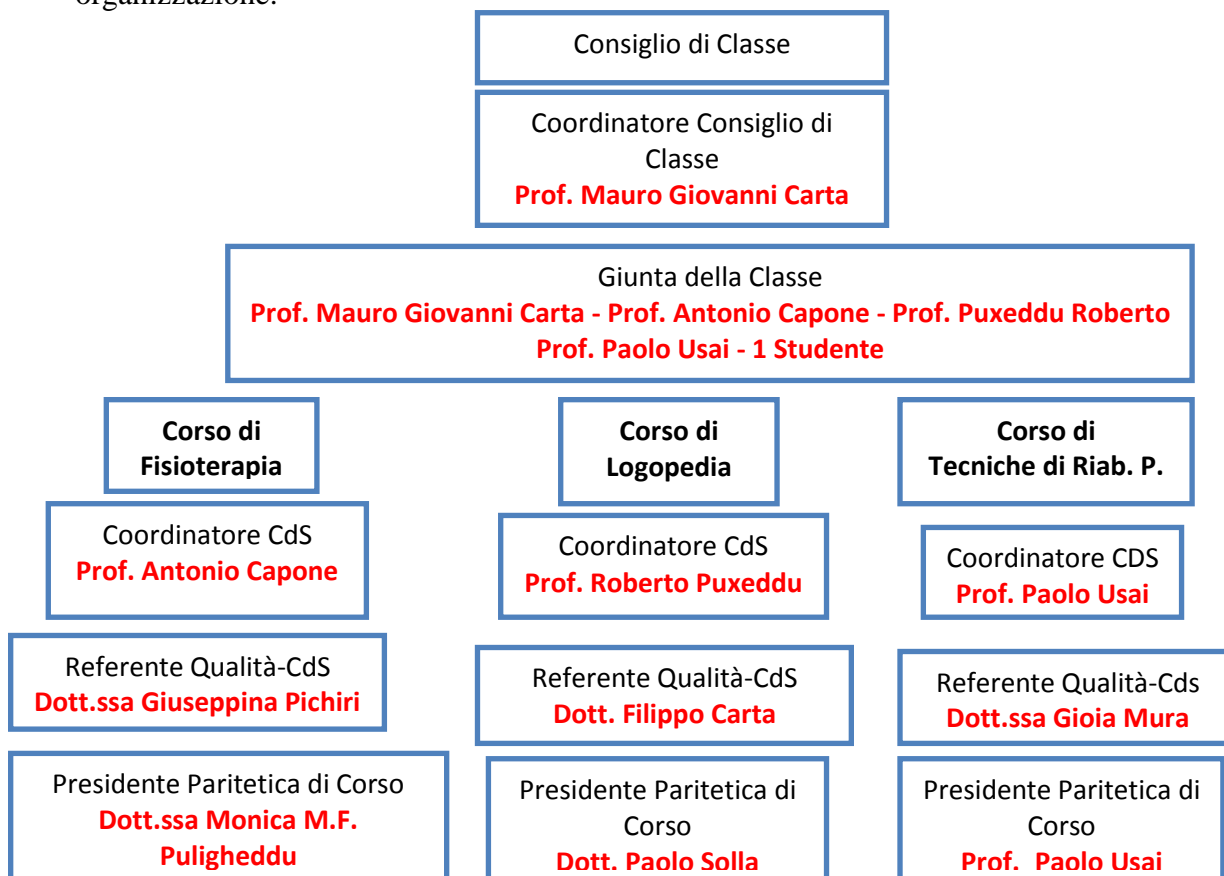 organizzazione:
Consiglio di Classe
Coordinatore Consiglio di
Classe
Prof. Mauro Giovanni Carta
Giunta della Classe
Prof. Mauro Giovanni Carta - Prof. Antonio Capone - Prof. Puxeddu Roberto
Prof. Paolo Usai - 1 Studente
Corso di
Fisioterapia
Corso di
Logopedia
Corso di
Tecniche di Riab. P.
Coordinatore CdS
Prof. Antonio Capone
Coordinatore CdS
Prof. Roberto Puxeddu
Coordinatore CDS
Prof. Paolo Usai
Referente Qualità-CdS
Dott.ssa Giuseppina Pichiri
Referente Qualità-CdS
Dott. Filippo Carta
Referente Qualità-Cds
Dott.ssa Gioia Mura
Presidente Paritetica di Corso
Dott.ssa Monica M.F.
Puligheddu
Presidente Paritetica di
Corso
Dott. Paolo Solla
Presidente Paritetica di
Corso
Prof. Paolo Usai